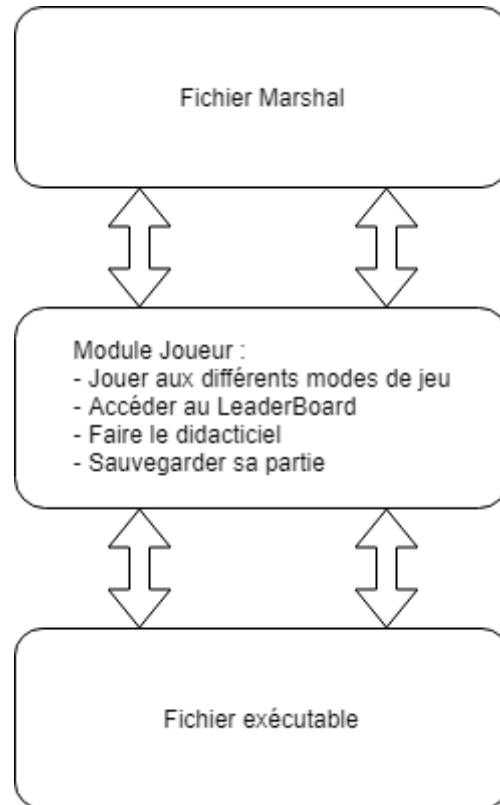 Fichier Marshal
Module Joueur :
- Jouer aux différents modes de jeu
- Accéder au LeaderBoard
- Faire le didacticiel
- Sauvegarder sa partie
Fichier exécutable